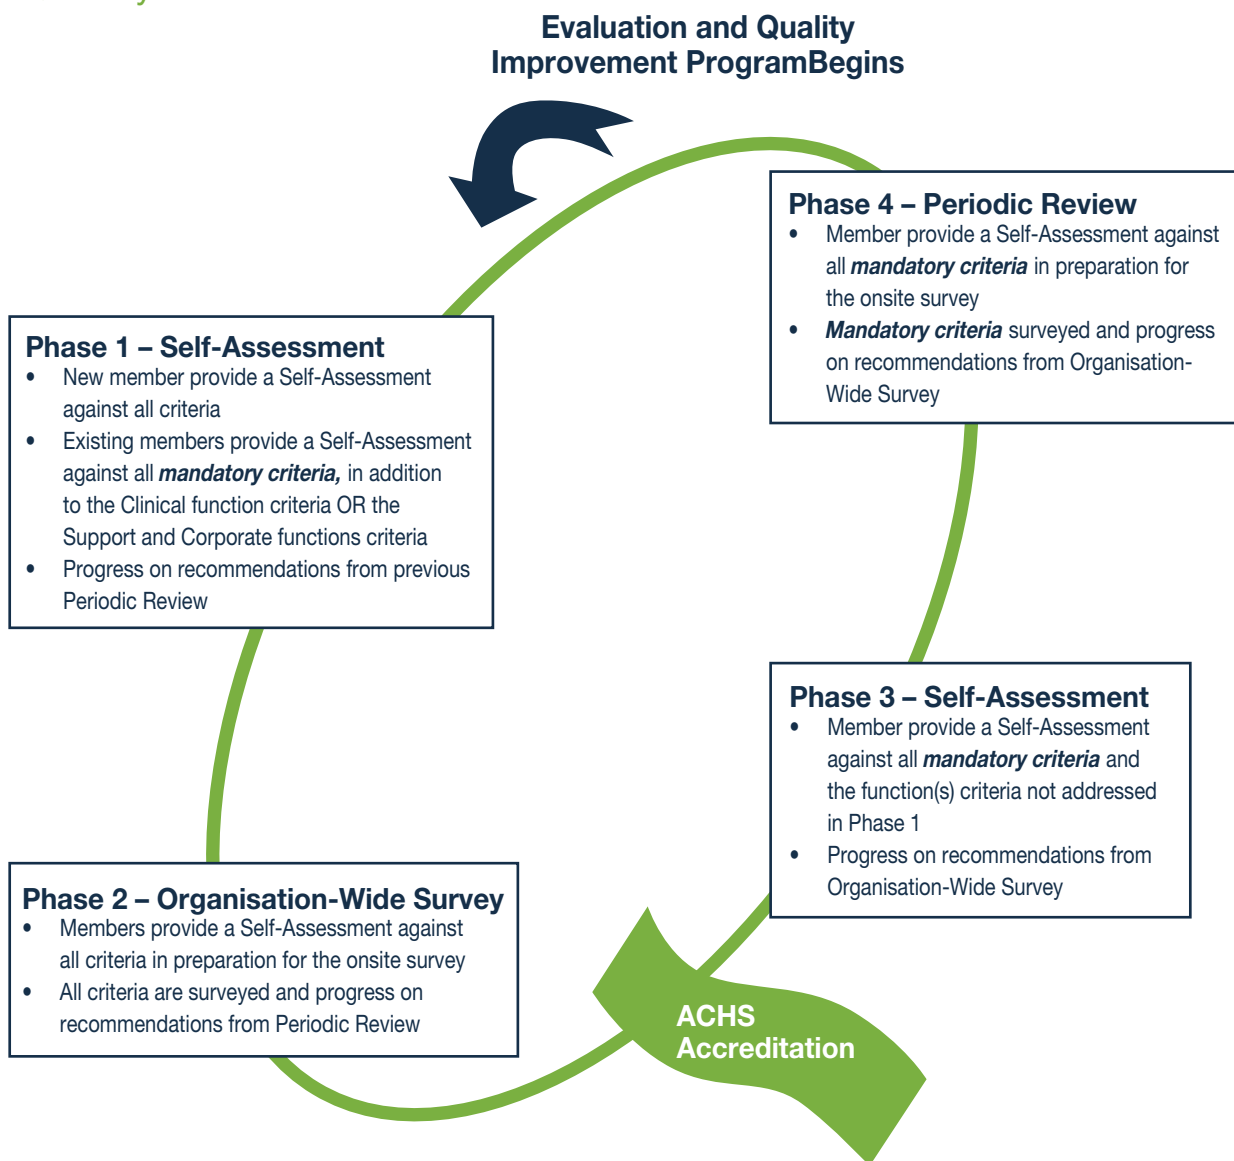 Evaluation and Quality
Improvement ProgramBegins
Phase 4 – Periodic Review
• Member provide a Self-Assessment against
all mandatory criteria in preparation for
the onsite survey
• Mandatory criteria surveyed and progress
on recommendations from Organisation-
Wide Survey
Phase 1 – Self-Assessment
• New member provide a Self-Assessment
against all criteria
• Existing members provide a Self-Assessment
against all mandatory criteria, in addition
to the Clinical function criteria OR the
Support and Corporate functions criteria
• Progress on recommendations from previous
Periodic Review
Phase 3 – Self-Assessment
• Member provide a Self-Assessment
against all mandatory criteria and
the function(s) criteria not addressed
in Phase 1
• Progress on recommendations from
Organisation-Wide Survey
Phase 2 – Organisation-Wide Survey
• Members provide a Self-Assessment against
all criteria in preparation for the onsite survey
• All criteria are surveyed and progress on
recommendations from Periodic Review
ACHS
Accreditation